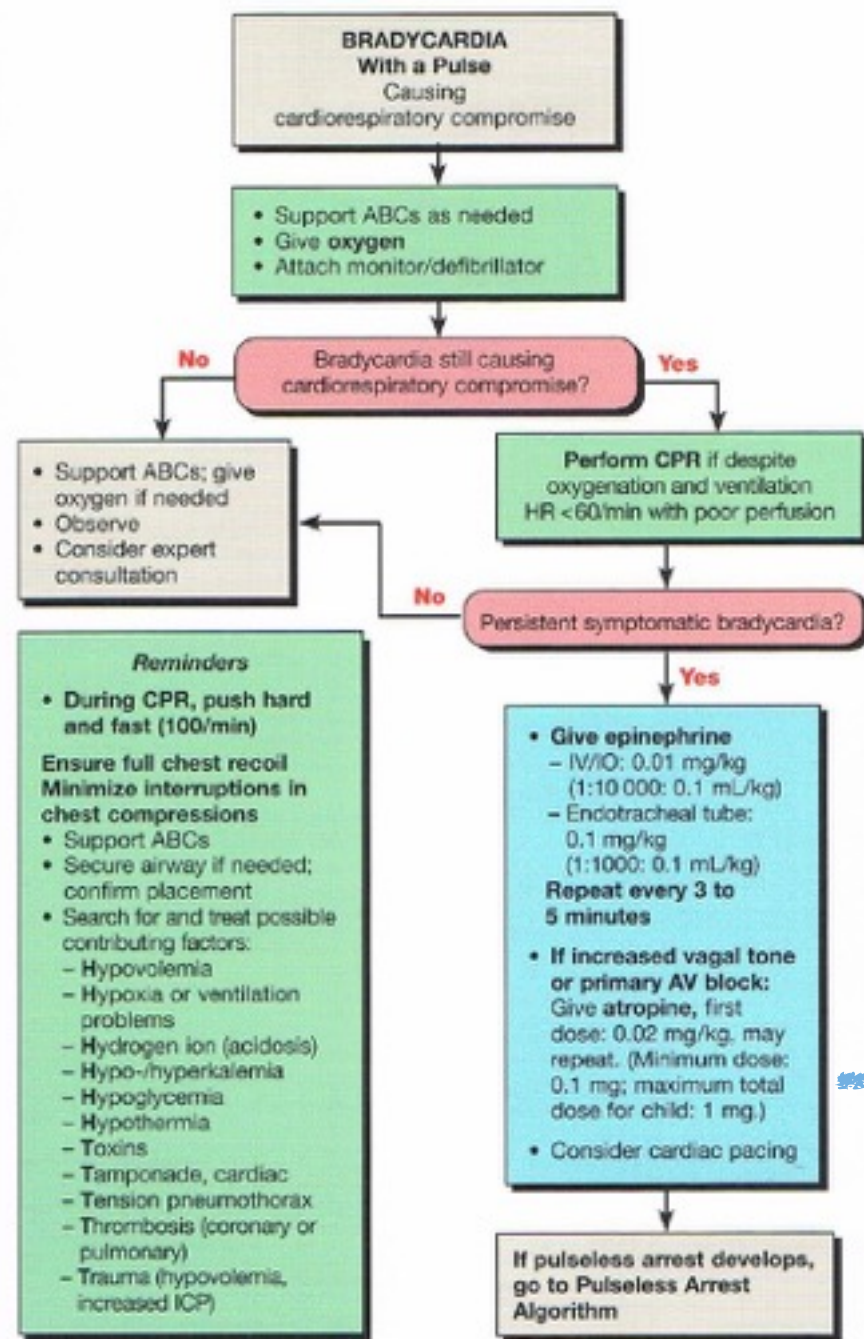 BRADYCARDIA
With a Pulse
Causing
cardiorespiratory compromise
• Support ABCs as needed
• Give oxygen
• Attach monitor/defibrillator
No
Bradycardia still causing
cardiorespiratory compromise?
Yes
• Support ABCs; give
oxygen if needed
• Observe
• Consider expert
consultation
Perform CPR if despite
oxygenation and ventilation
HR <60/min with poor perfusion
No
Persistent symptomatic bradycardia?
Yes
Reminders
• During CPR, push hard
and fast (100/min)
Ensure full chest recoil
Minimize interruptions in
chest compressions
• Support ABCs
• Secure airway if needed;
confirm placement
• Search for and treat possible
contributing factors:
– Hypovolemia
– Hypoxia or ventilation
problems
– Hydrogen ion (acidosis)
– Hypo-/hyperkalemia
– Hypoglycemia
– Hypothermia
– Toxins
– Tamponade, cardiac
– Tension pneumothorax
– Thrombosis (coronary or
pulmonary)
– Trauma (hypovolemia,
increased ICP)
• Give epinephrine
– IV/IO: 0.01 mg/kg
(1:10 000: 0.1 mL/kg)
– Endotracheal tube:
0.1 mg/kg
(1:1000: 0.1 mL/kg)
Repeat every 3 to
5 minutes
• If increased vagal tone
or primary AV block:
Give atropine, first
dose: 0.02 mg/kg, may
repeat. (Minimum dose:
0.1 mg; maximum total
dose for child: 1 mg.)
• Consider cardiac pacing
If pulseless arrest develops,
go to Pulseless Arrest
Algorithm